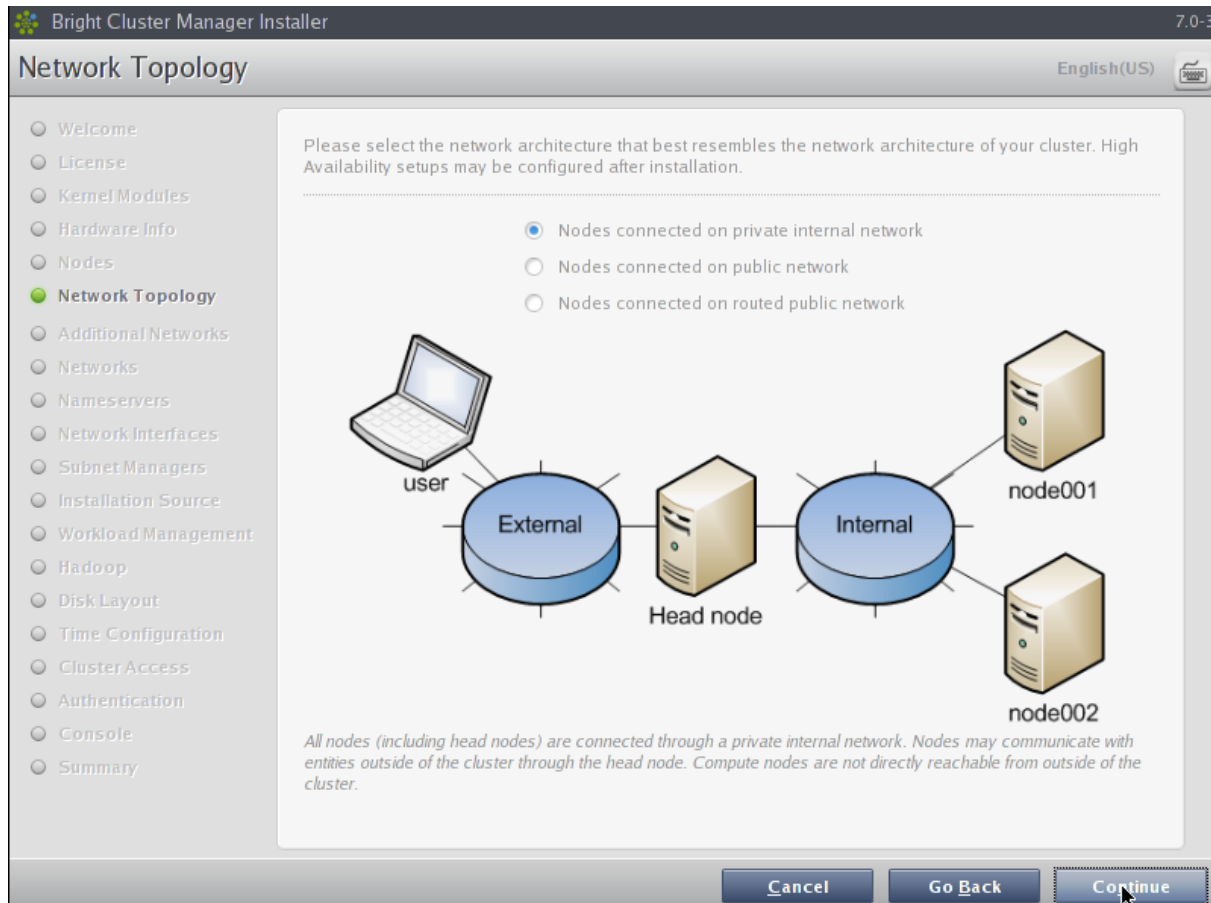 Bright Cluster Manager Installer
7.0-3
Network Topology
English(US)
Welcome
License
Kernel Modules
Hardware Info
Nodes
Network Topology
Additional Networks
Networks
Nameservers
Network Interfaces
Subnet Managers
Installation Source
Workload Management
Hadoop
Disk Layout
Time Configuration
Cluster Access
Authentication
Console
Summary
Please select the network architecture that best resembles the network architecture of your cluster. High
Availability setups may be configured after installation.
Nodes connected on private internal network
Nodes connected on public network
Nodes connected on routed public network
user
External
Head node
Internal
node001
node002
All nodes (including head nodes) are connected through a private internal network. Nodes may communicate with
entities outside of the cluster through the head node. Compute nodes are not directly reachable from outside of the
cluster.
Cancel
Go Back
Continue